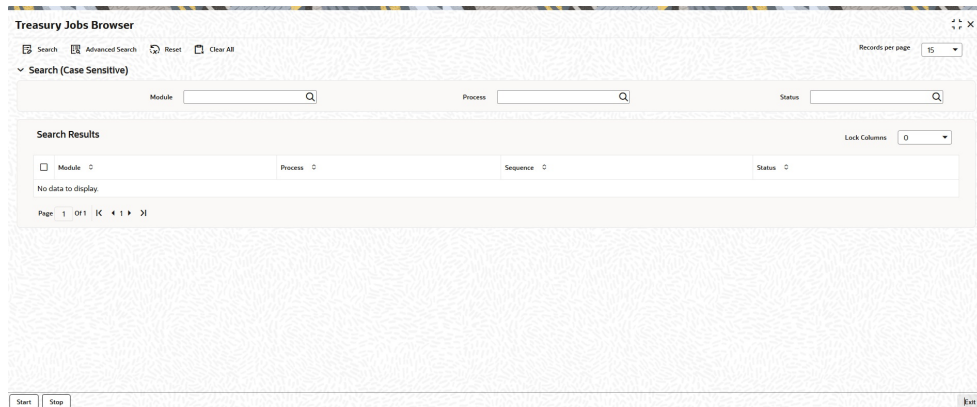 Treasury Jobs Browser
Search Advanced Search Reset Clear All Records per page 15
Search (Case Sensitive)
Module Process Status
Search Results Lock Columns 0
Module Process Sequence Status
No data to display.
Page 1 Of 1 1
Start Stop Exit